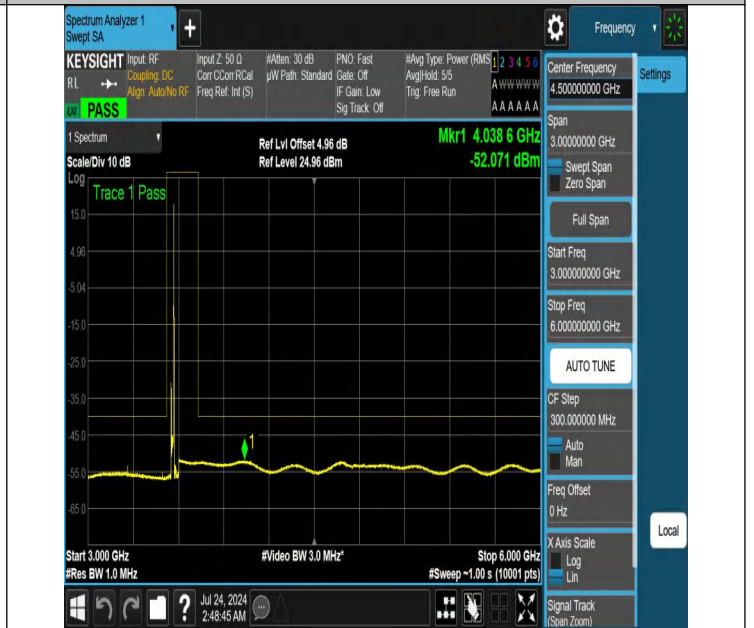 Spectrum Analyzer 1
Swept SA
+
Frequency
KEYSIGHT
RL
PASS
Input: RF
Coupling: DC
Align: Auto/No RF
Input Z: 50 Ω
Corr CCorr RCal
Freq Ref: Int (S)
#Atten: 30 dB
µW Path: Standard
PNO: Fast
Gate: Off
IF Gain: Low
Sig Track: Off
#Avg Type: Power (RMS
Avg|Hold: 5/5
Trig: Free Run
1 2 3 4 5 6
A W W W W W
A A A A A A
1 Spectrum
Scale/Div 10 dB
Ref Lvl Offset 4.96 dB
Ref Level 24.96 dBm
Mkr1 4.038 6 GHz
-52.071 dBm
Log
Trace 1 Pass
15.0
4.96
-5.04
-15.0
-25.0
-35.0
-45.0
-55.0
-65.0
1
Start 3.000 GHz
#Res BW 1.0 MHz
#Video BW 3.0 MHz*
Stop 6.000 GHz
#Sweep ~1.00 s (10001 pts)
Center Frequency
4.500000000 GHz
Span
3.00000000 GHz
Swept Span
Zero Span
Full Span
Start Freq
3.000000000 GHz
Stop Freq
6.000000000 GHz
AUTO TUNE
CF Step
300.000000 MHz
Auto
Man
Freq Offset
0 Hz
X Axis Scale
Log
Lin
Signal Track
(Span Zoom)
Settings
Local
?
Jul 24, 2024
2:48:45 AM